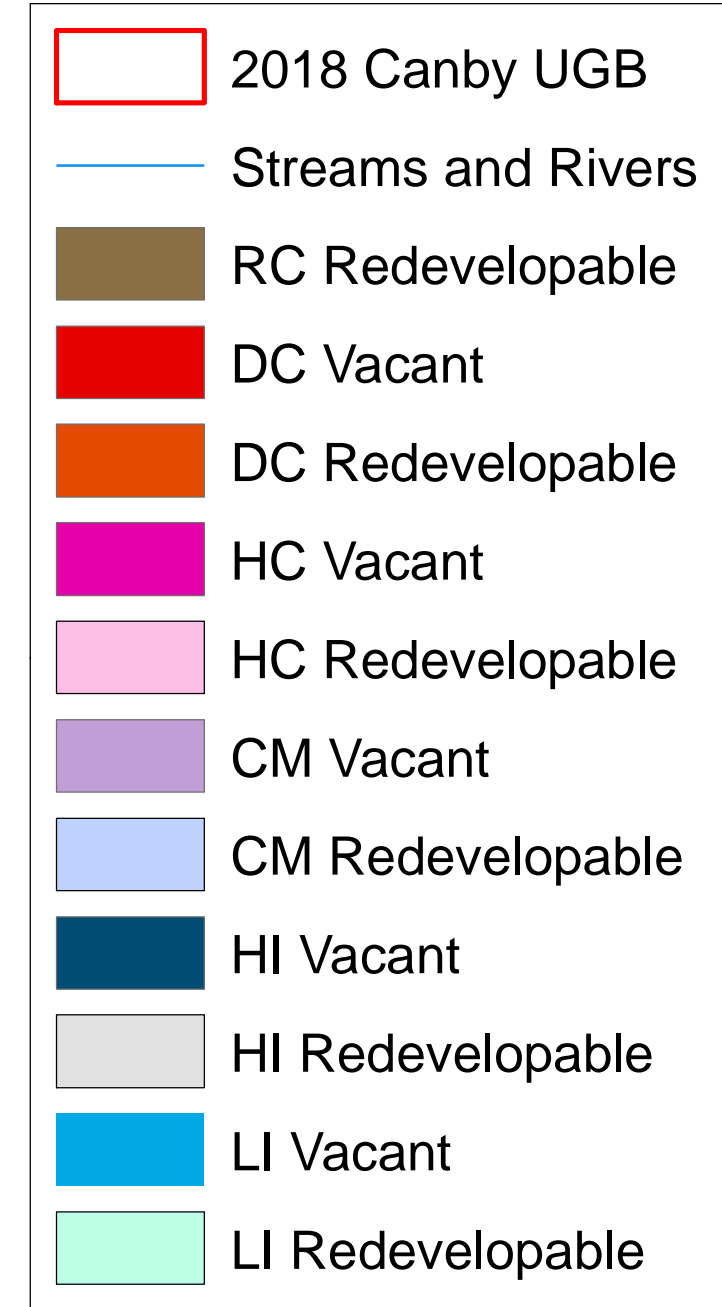 2018 Canby UGB
Streams and Rivers
RC Redevelopable
DC Vacant
DC Redevelopable
HC Vacant
HC Redevelopable
CM Vacant
CM Redevelopable
HI Vacant
HI Redevelopable
LI Vacant
LI Redevelopable